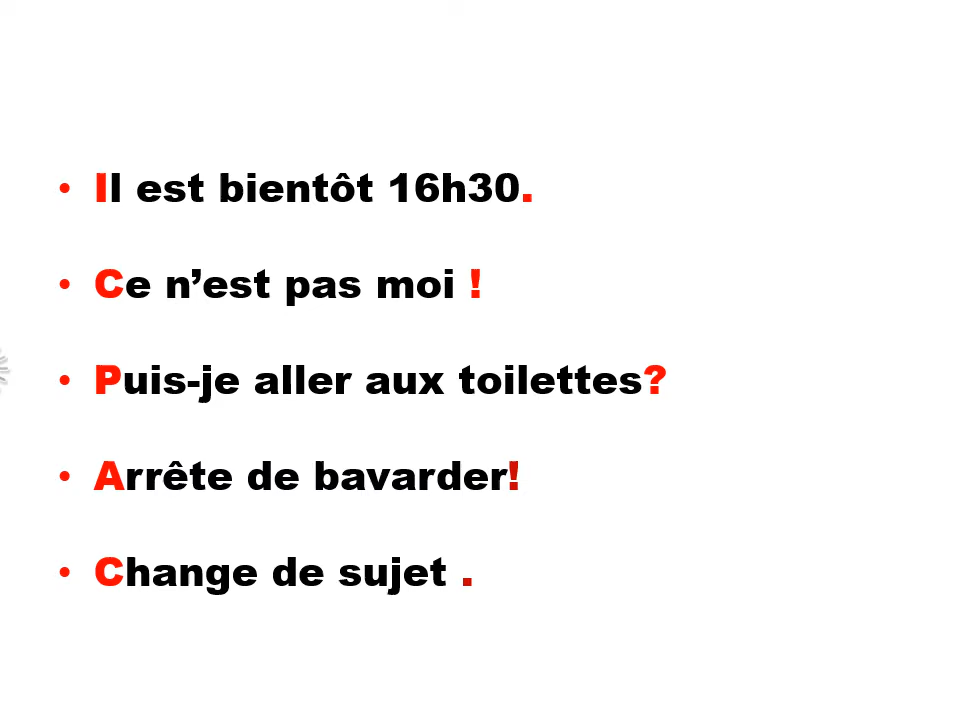 • Il est bientôt 16h30.
• Ce n’est pas moi !
• Puis-je aller aux toilettes?
• Arrête de bavarder!
• Change de sujet .